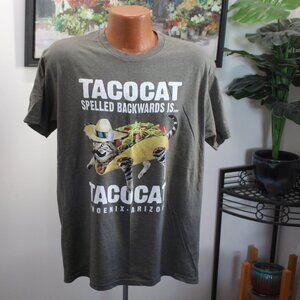 TACOCAT
SPELLED BACKWARDS IS...
TACOCAT
PHOENIX · ARIZONA